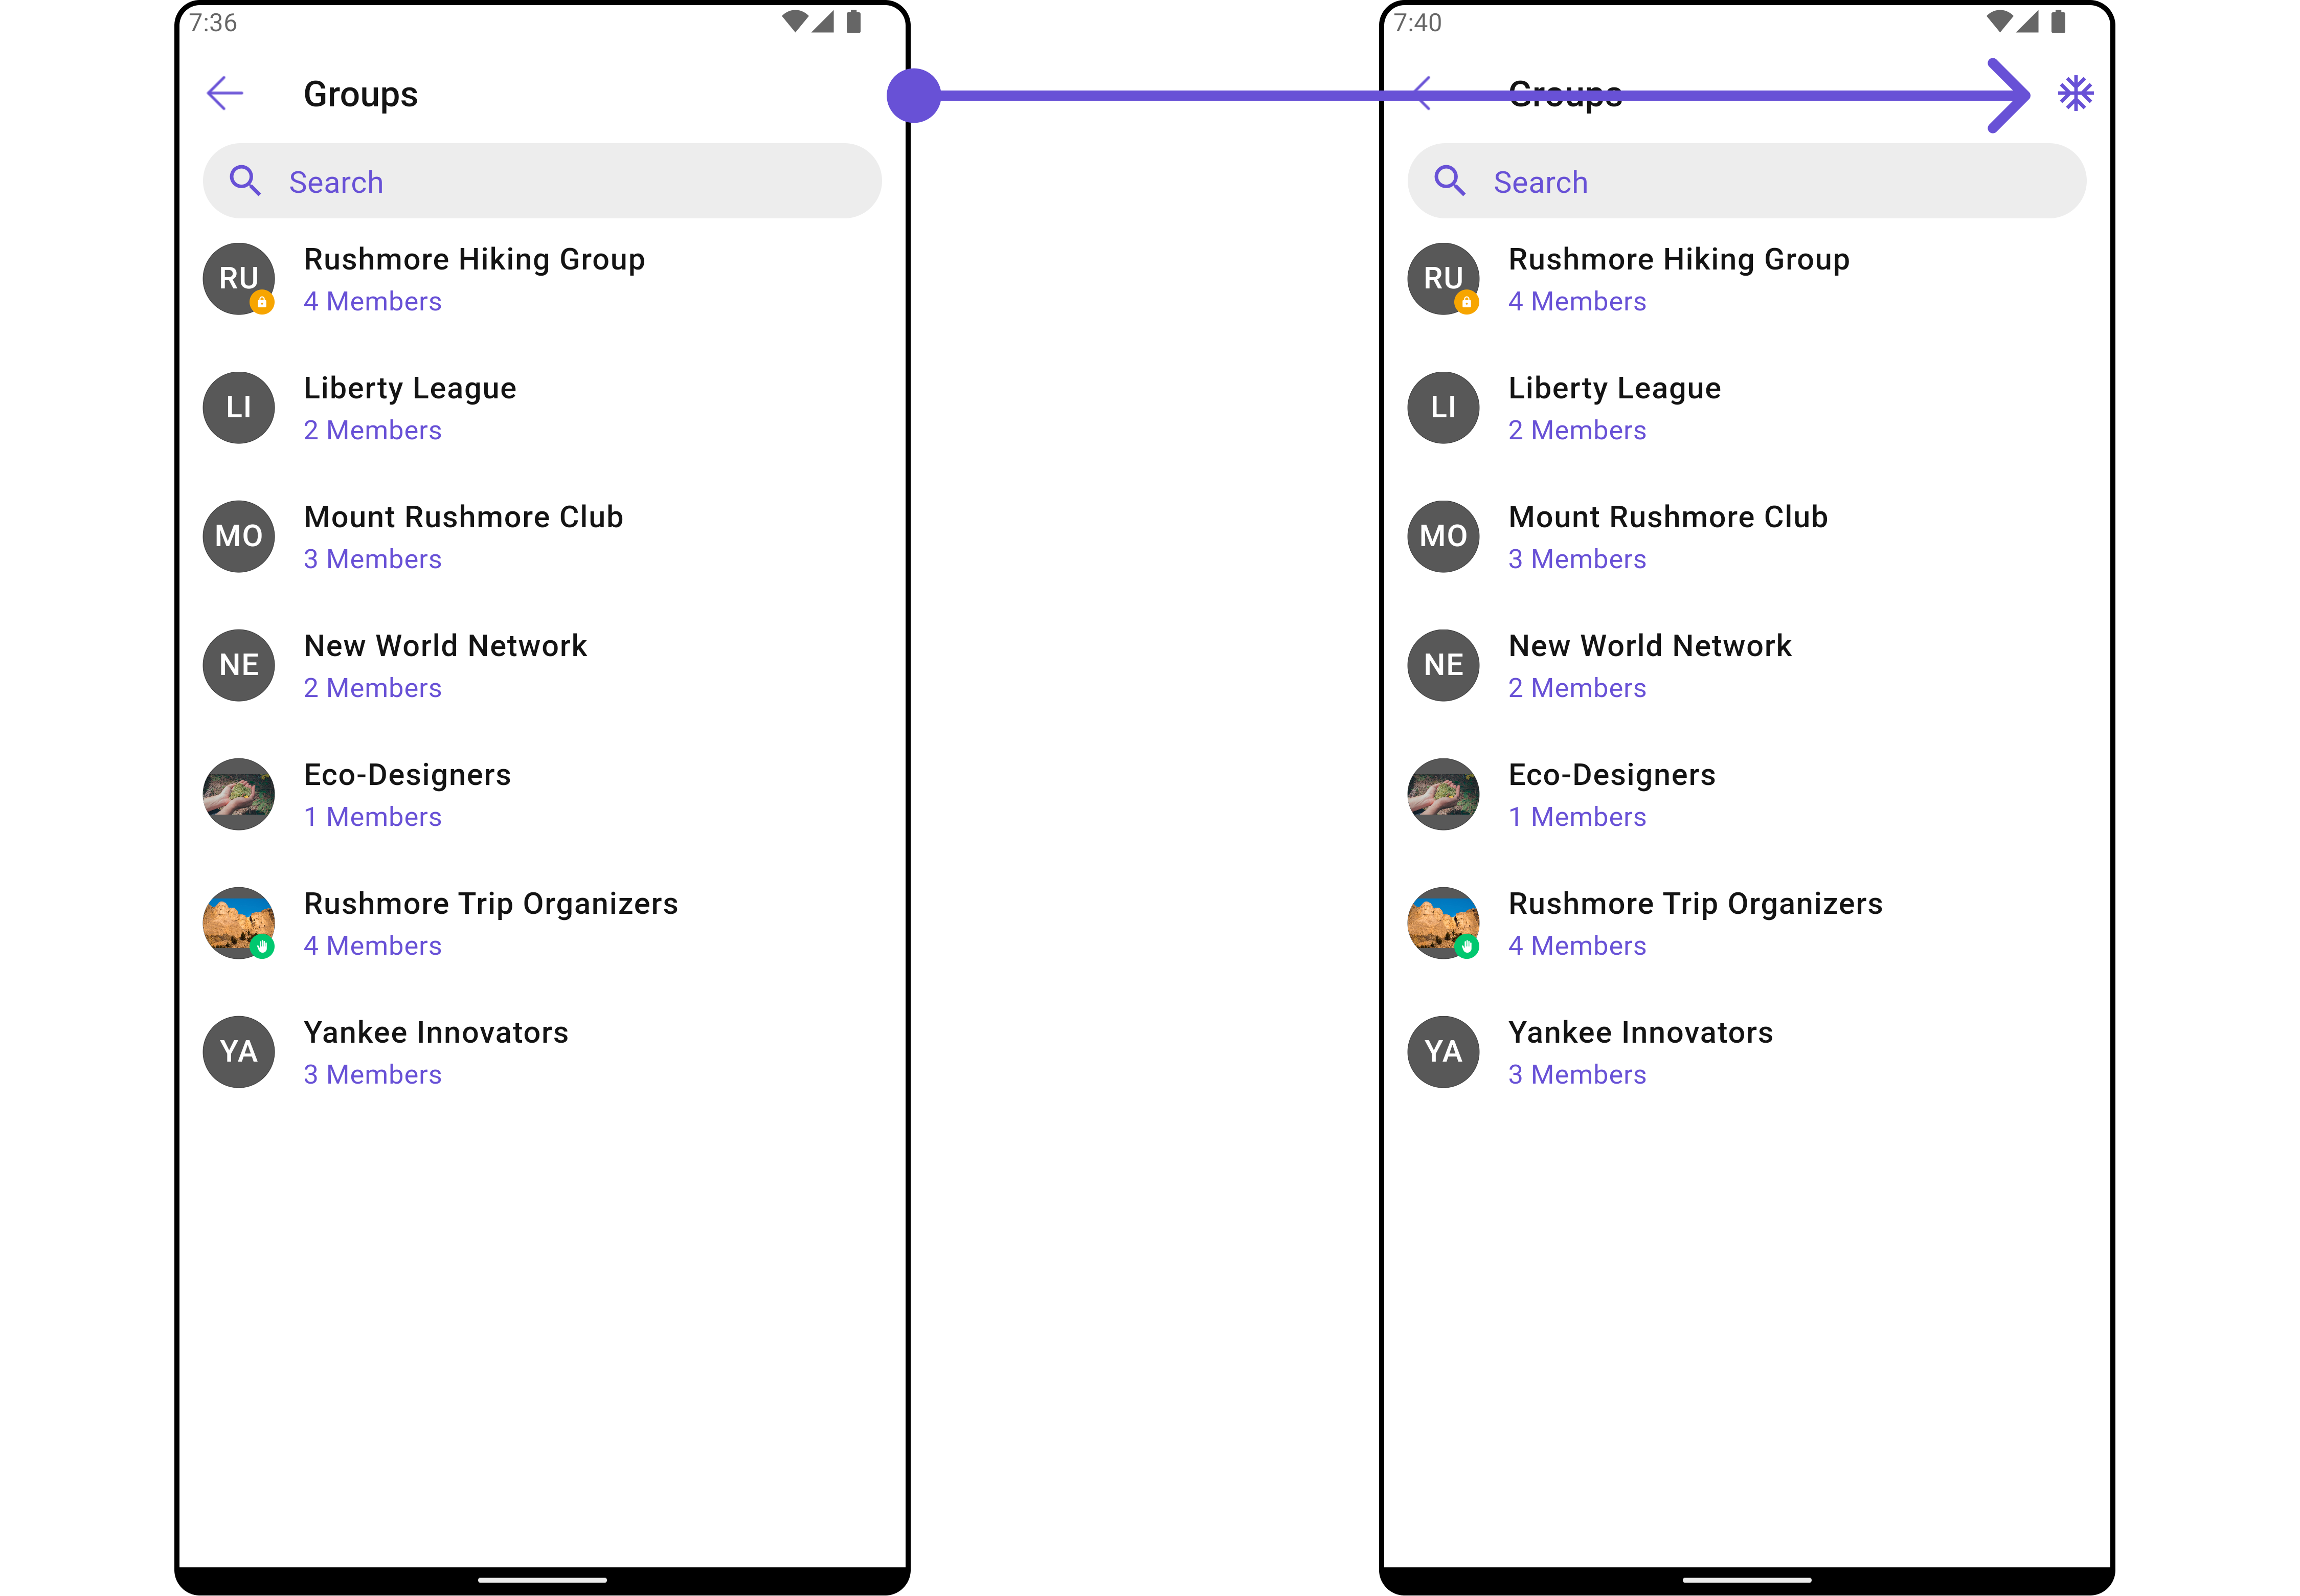 7:36
Groups
Search
RU
Rushmore Hiking Group
4 Members
LI
Liberty League
2 Members
MO
Mount Rushmore Club
3 Members
NE
New World Network
2 Members
Eco-Designers
1 Members
Rushmore Trip Organizers
4 Members
YA
Yankee Innovators
3 Members
7:40
Groups
Search
RU
Rushmore Hiking Group
4 Members
LI
Liberty League
2 Members
MO
Mount Rushmore Club
3 Members
NE
New World Network
2 Members
Eco-Designers
1 Members
Rushmore Trip Organizers
4 Members
YA
Yankee Innovators
3 Members